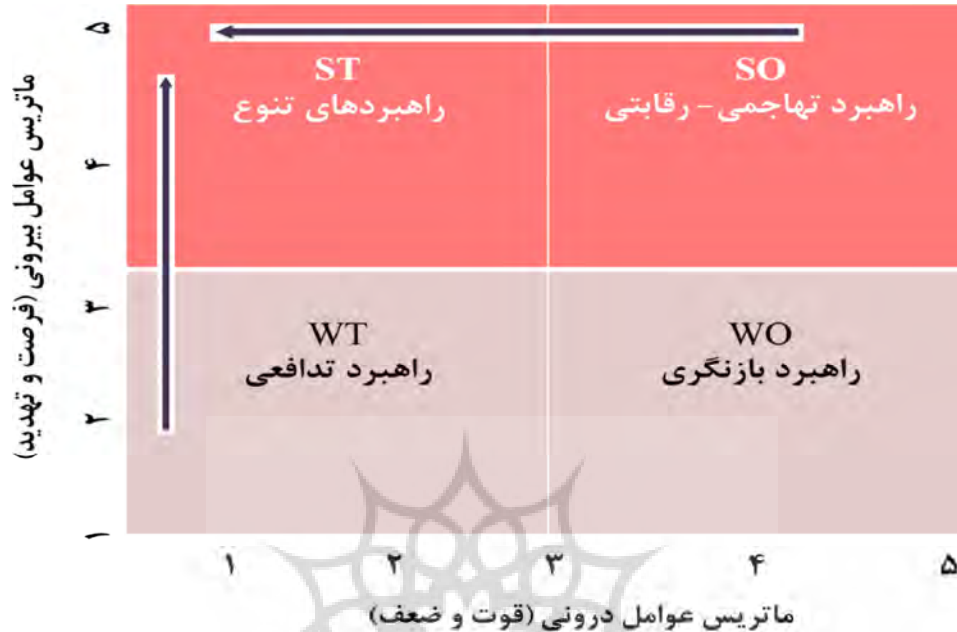 ماتریس عوامل بیرونی (فرصت و تهدید)
۵
۴
۳
۲
۱
SO
راهبرد تهاجمی - رقابتی
ST
راهبردهای تنوع
WO
راهبرد بازنگری
WT
راهبرد تدافعی
۱ ۲ ۳ ۴ ۵
ماتریس عوامل درونی (قوت و ضعف)